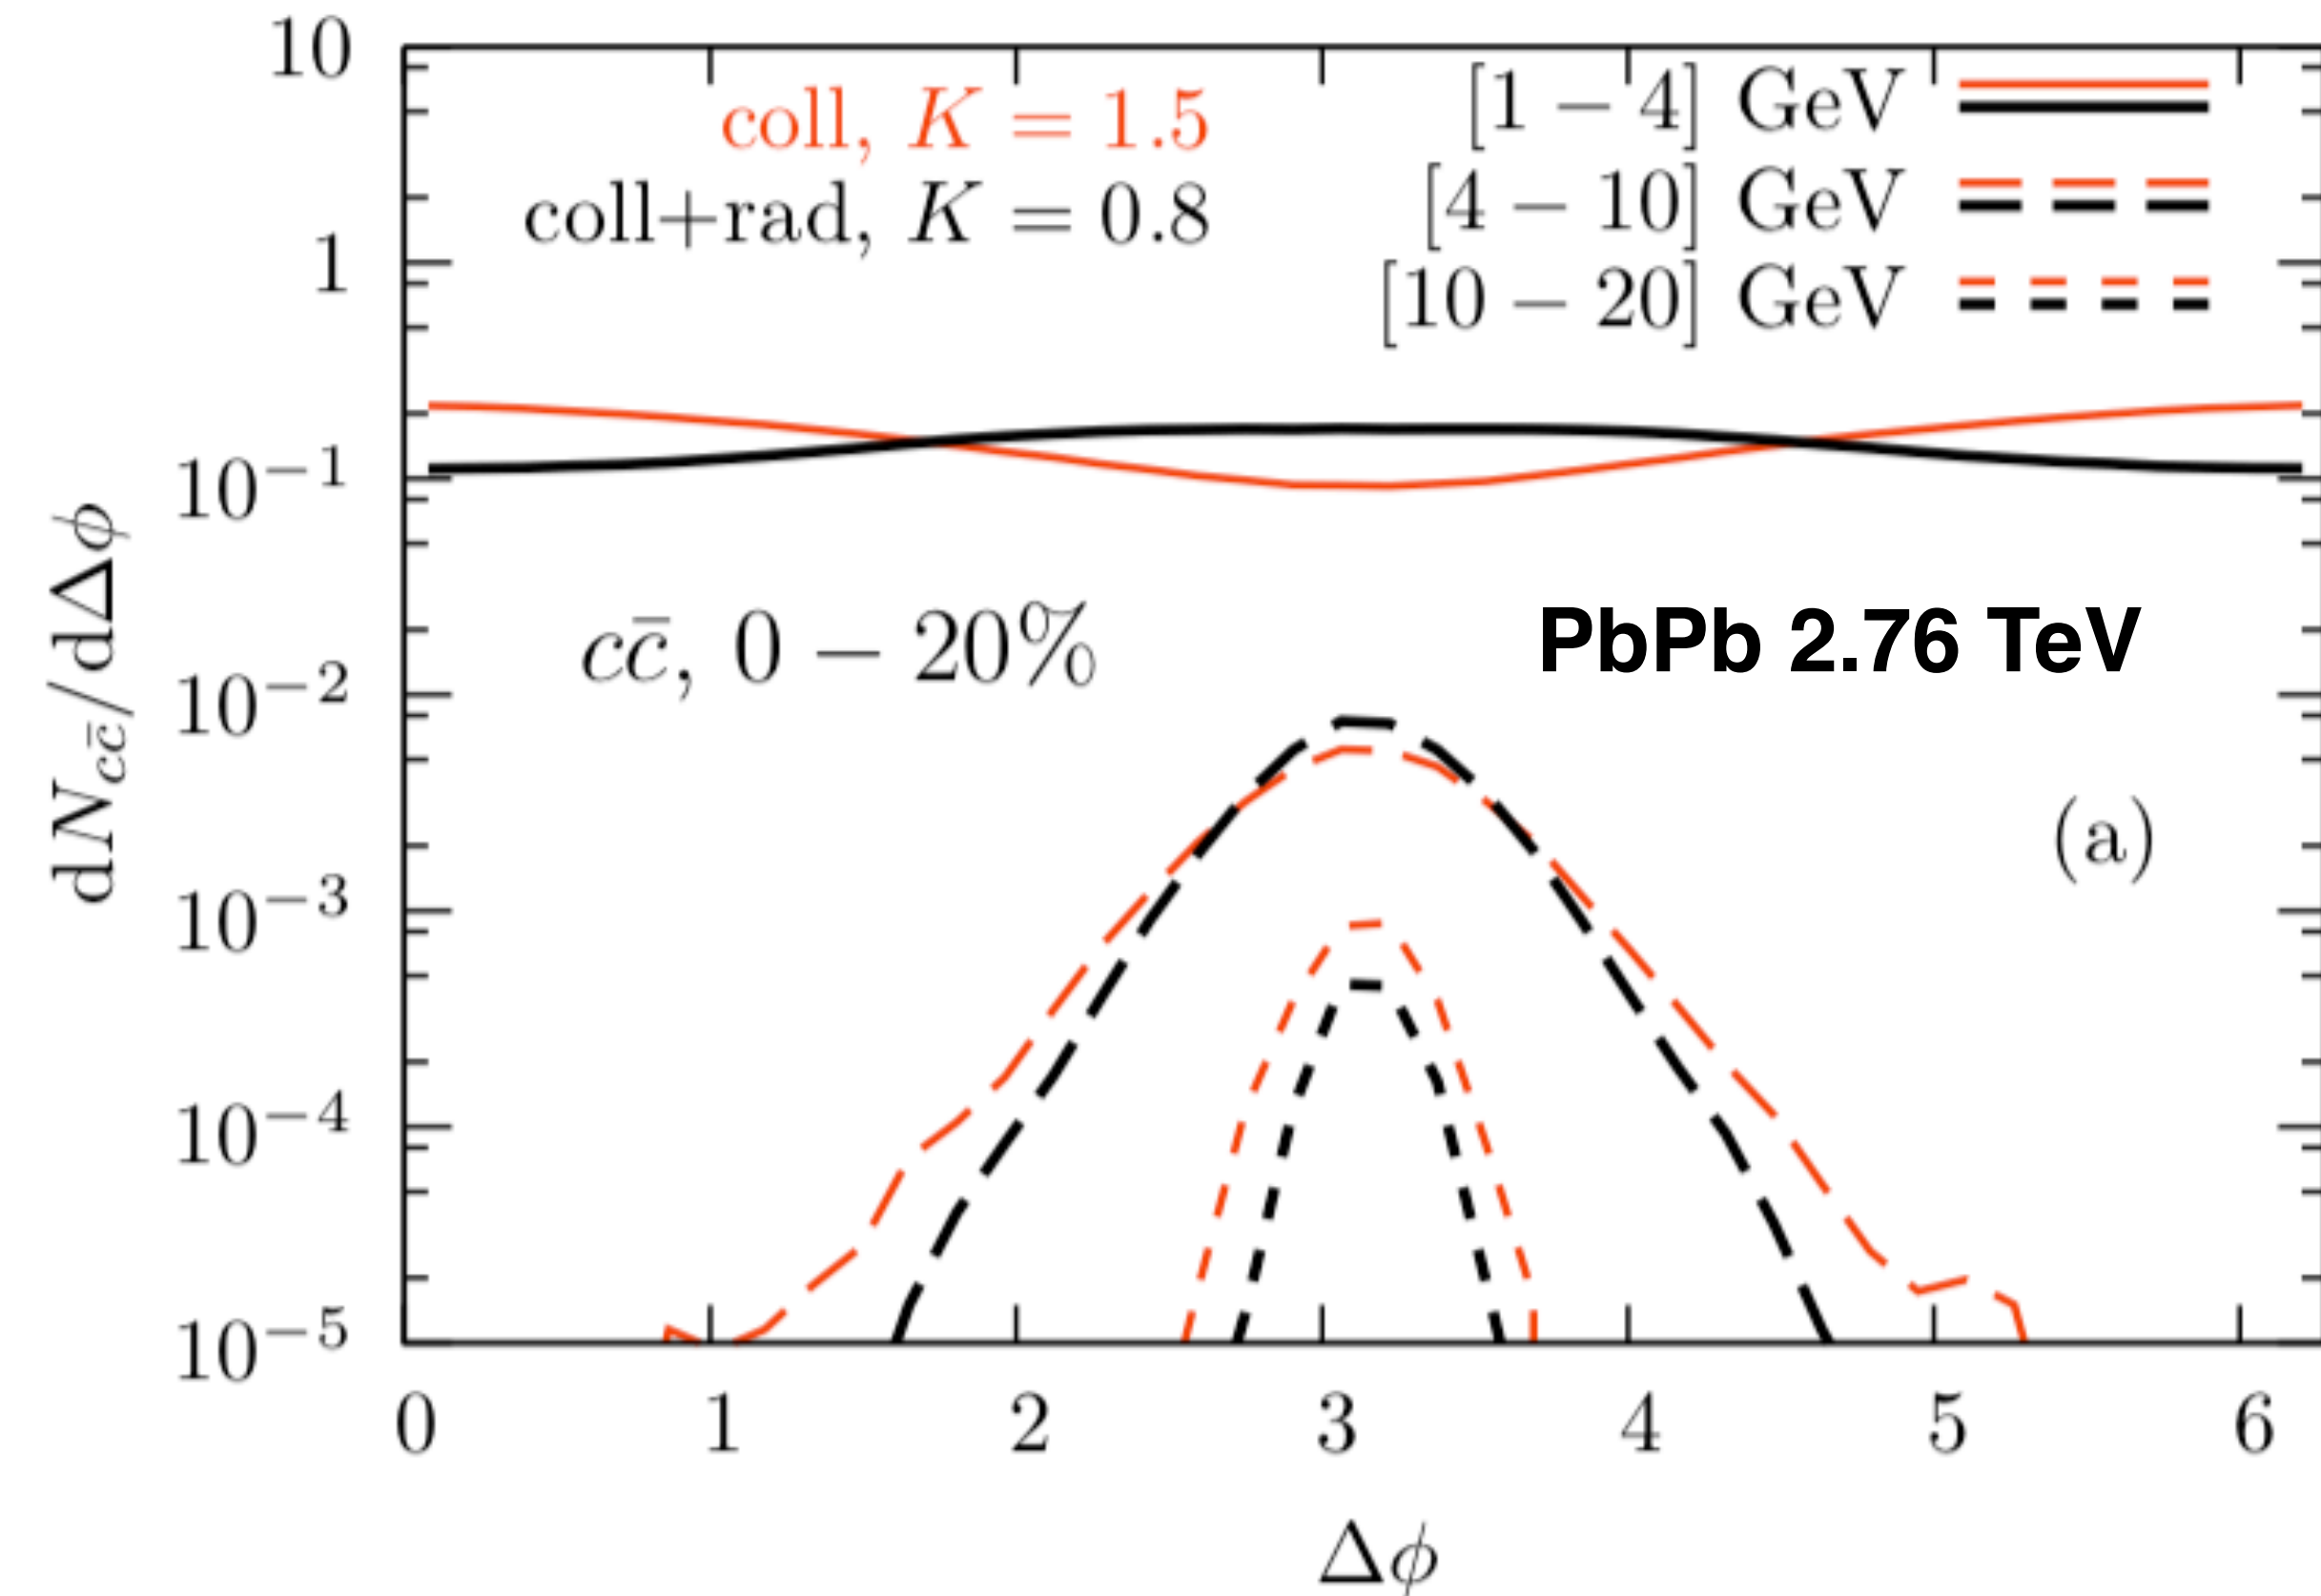 10
coll, K = 1.5
[1 − 4] GeV
coll+rad, K = 0.8
[4 − 10] GeV
1
[10 − 20] GeV
10⁻¹
dN_{cc̄}/dΔϕ
cc̄, 0 − 20%
PbPb 2.76 TeV
10⁻²
(a)
10⁻³
10⁻⁴
10⁻⁵
0 1 2 3 4 5 6
Δϕ